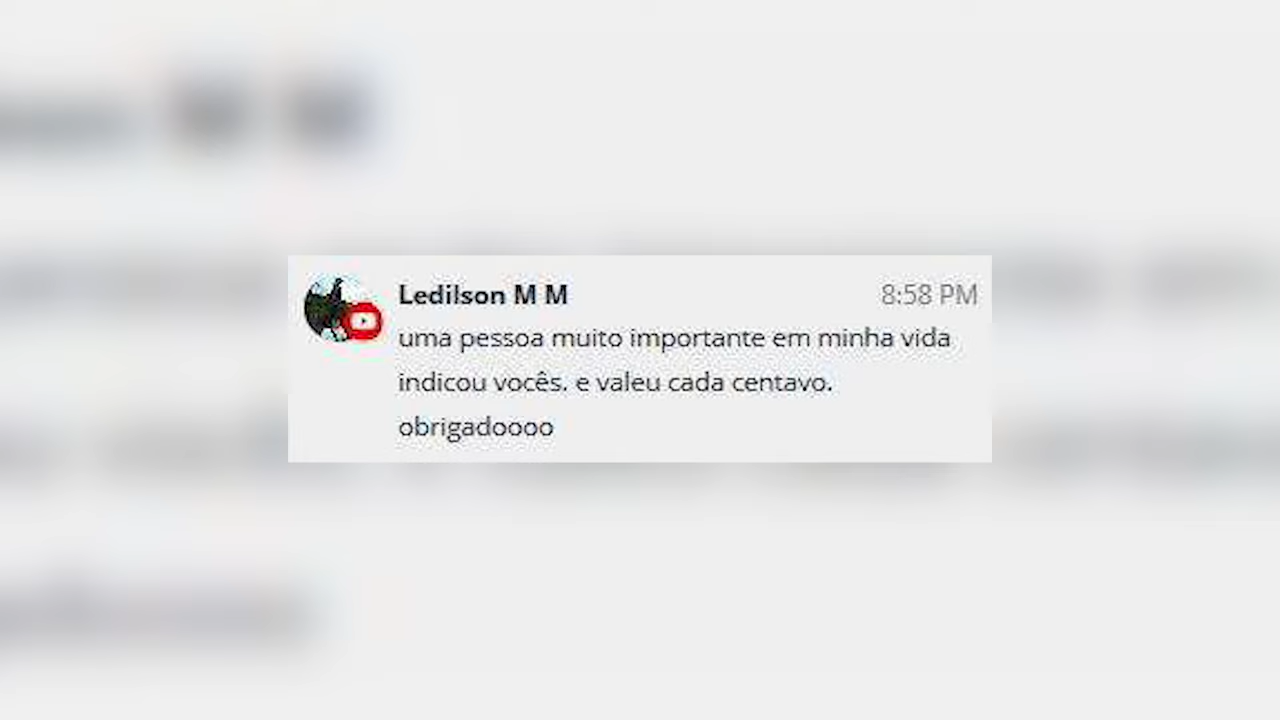 Ledilson M M 8:58 PM
uma pessoa muito importante em minha vida
indicou vocês. e valeu cada centavo.
obrigadoooo